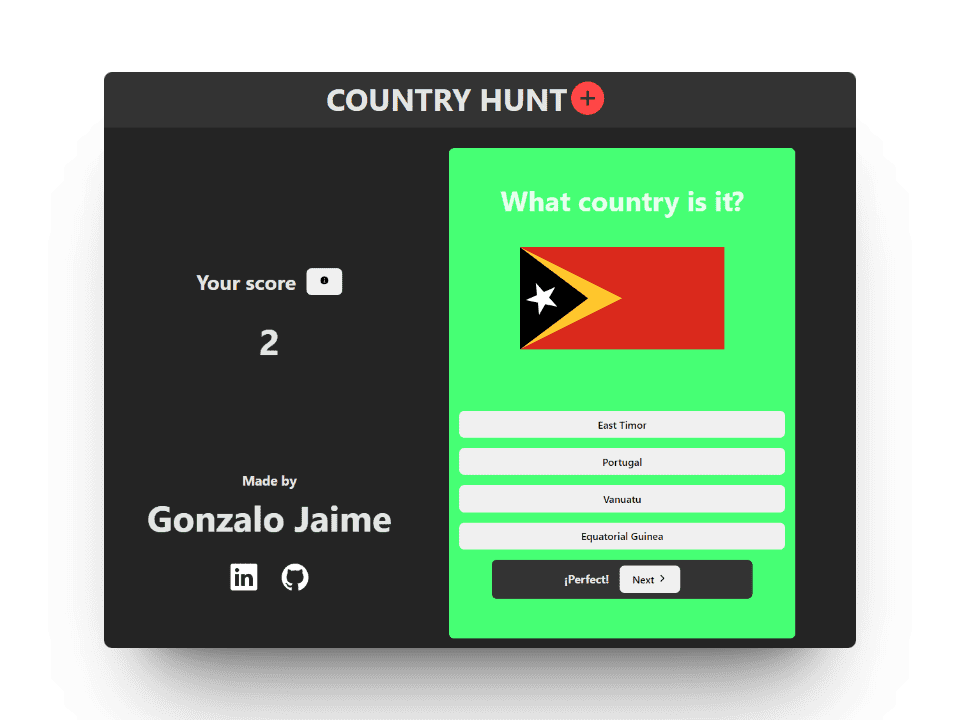 COUNTRY HUNT
Your score
2
Made by
Gonzalo Jaime
What country is it?
East Timor
Portugal
Vanuatu
Equatorial Guinea
¡Perfect! Next